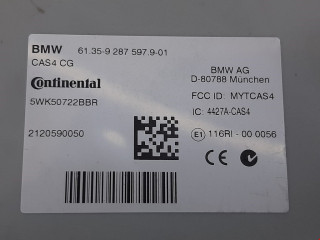 BMW 61.35-9 287 597.9-01
CAS4 CG
BMW AG
D-80788 München
Continental
FCC ID: MYTCAS4
5WK50722BBR
IC: 4427A-CAS4
2120590050
E1 116RI - 00 0056 CE